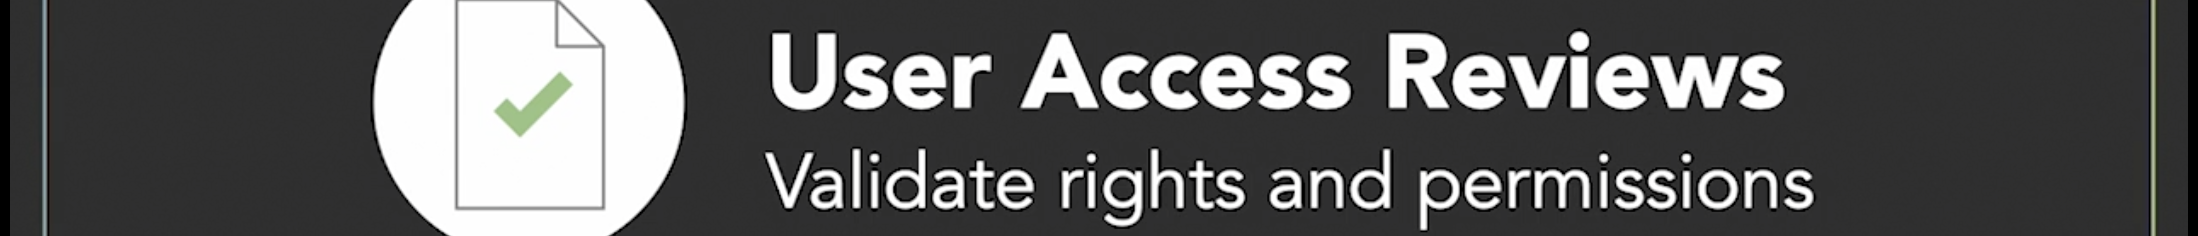 User Access Reviews
Validate rights and permissions